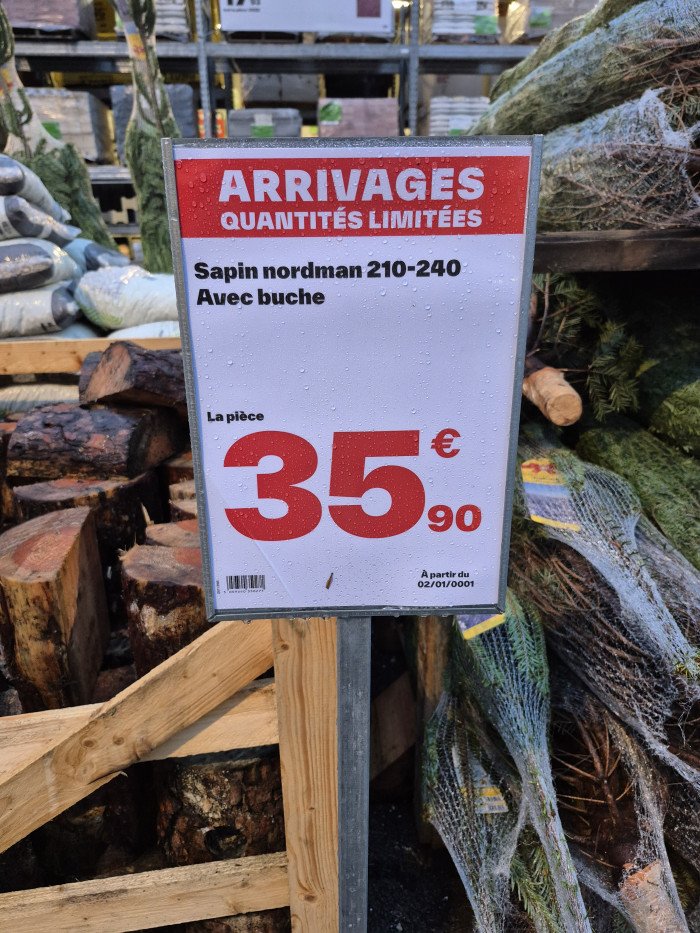 ARRIVAGES
QUANTITÉS LIMITÉES
Sapin nordman 210-240
Avec buche
La pièce
35€90
À partir du
02/01/0001